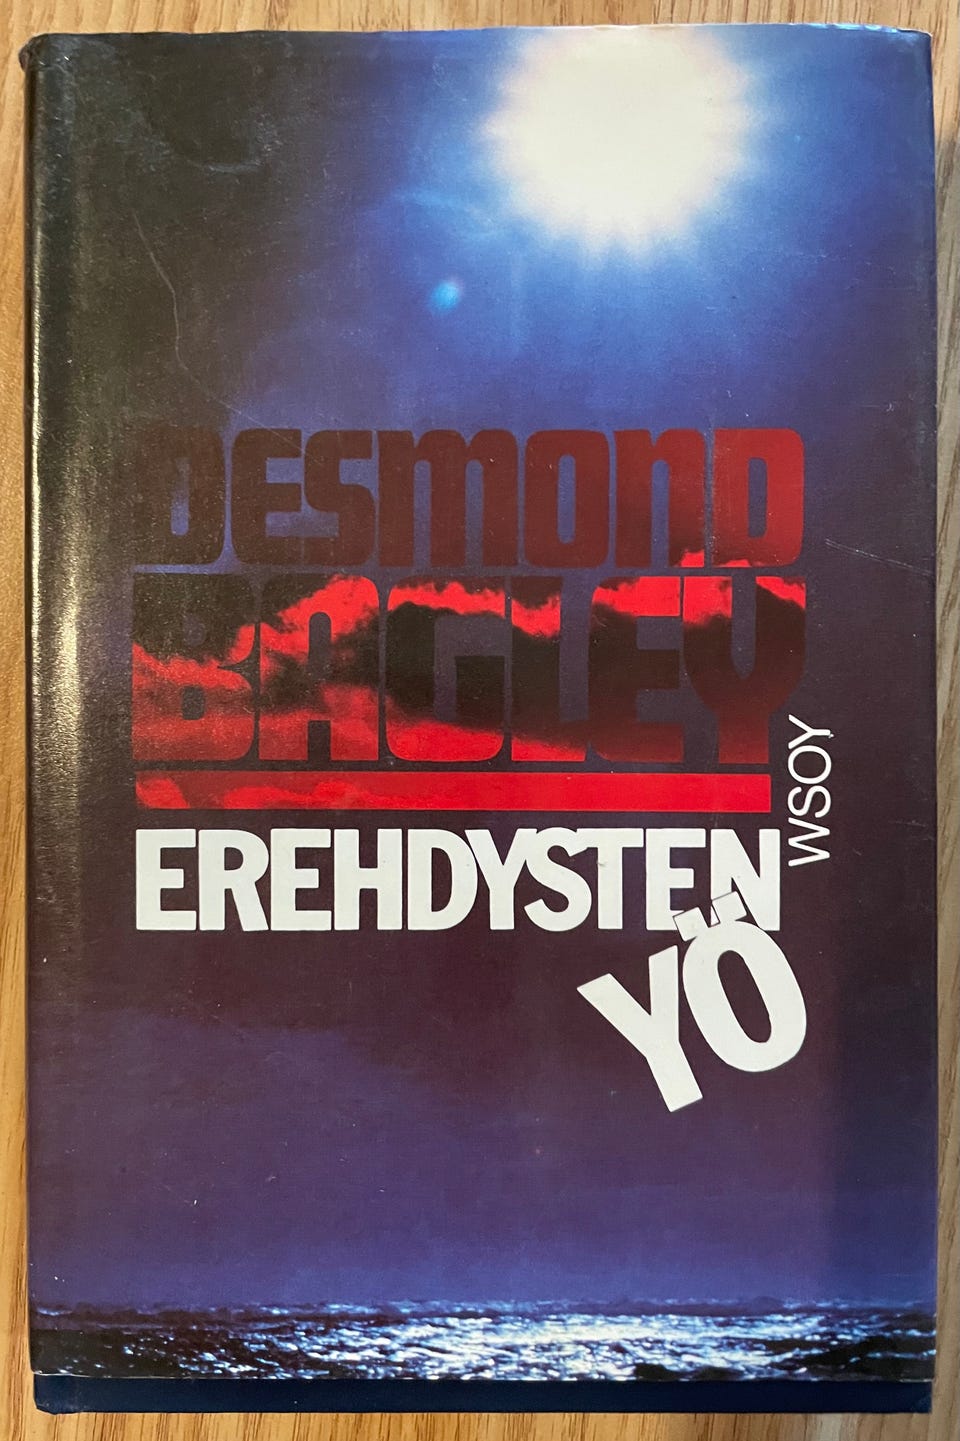 DESMOND
BAGLEY
WSOY
EREHDYSTEN
YÖ